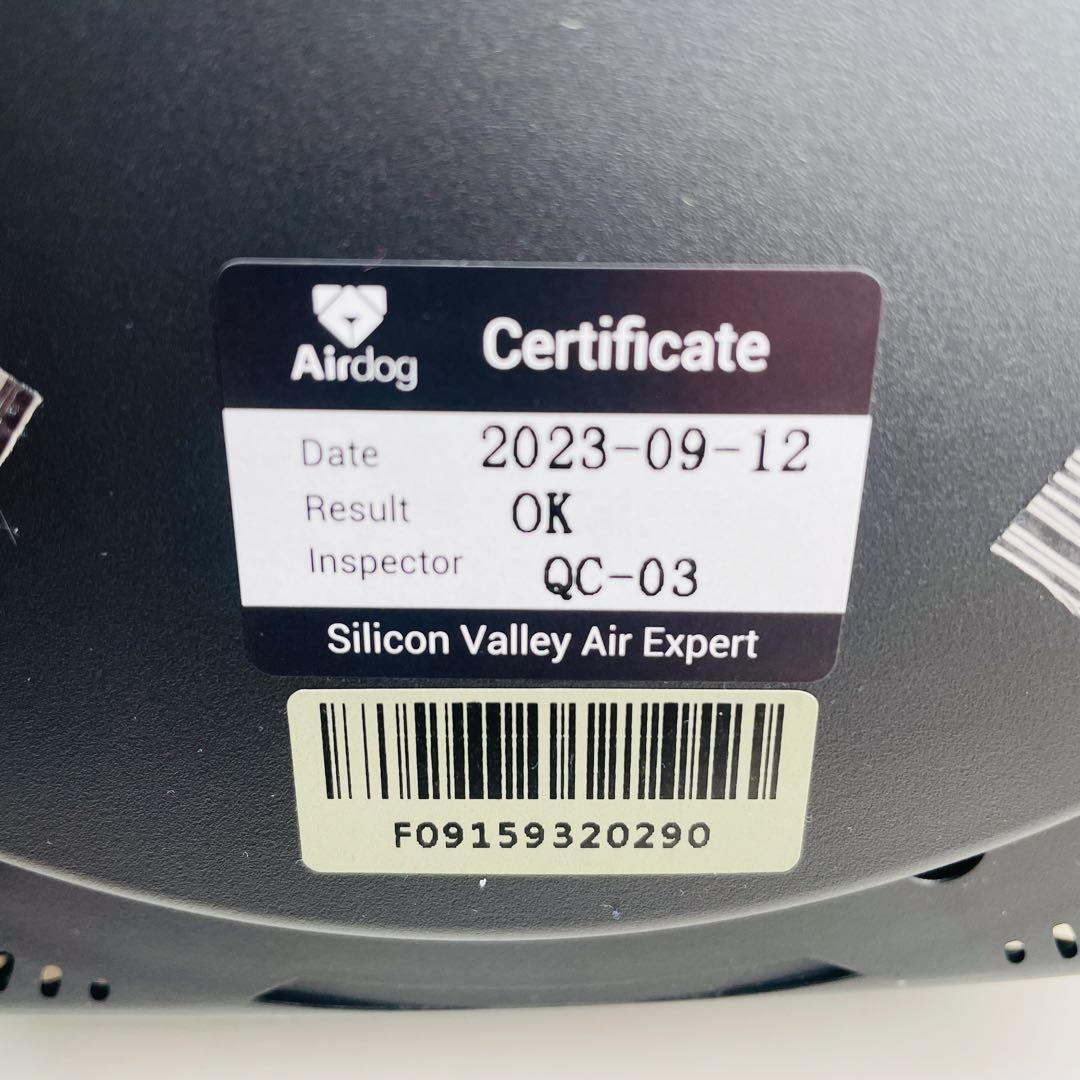 Airdog
Certificate
Date 2023-09-12
Result OK
Inspector QC-03
Silicon Valley Air Expert
F09159320290